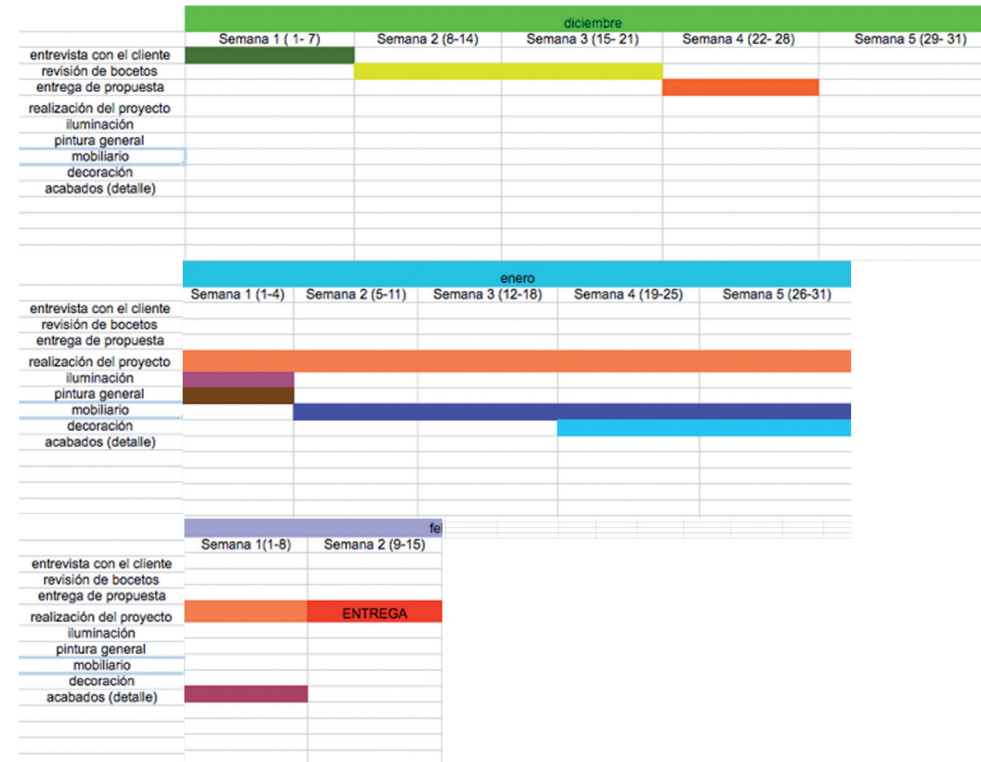 diciembre
Semana 1 ( 1- 7) Semana 2 (8-14) Semana 3 (15- 21) Semana 4 (22- 28) Semana 5 (29- 31)
entrevista con el cliente
revisión de bocetos
entrega de propuesta
realización del proyecto
iluminación
pintura general
mobiliario
decoración
acabados (detalle)
enero
Semana 1 (1-4) Semana 2 (5-11) Semana 3 (12-18) Semana 4 (19-25) Semana 5 (26-31)
entrevista con el cliente
revisión de bocetos
entrega de propuesta
realización del proyecto
iluminación
pintura general
mobiliario
decoración
acabados (detalle)
fe
Semana 1(1-8) Semana 2 (9-15)
entrevista con el cliente
revisión de bocetos
entrega de propuesta
realización del proyecto ENTREGA
iluminación
pintura general
mobiliario
decoración
acabados (detalle)